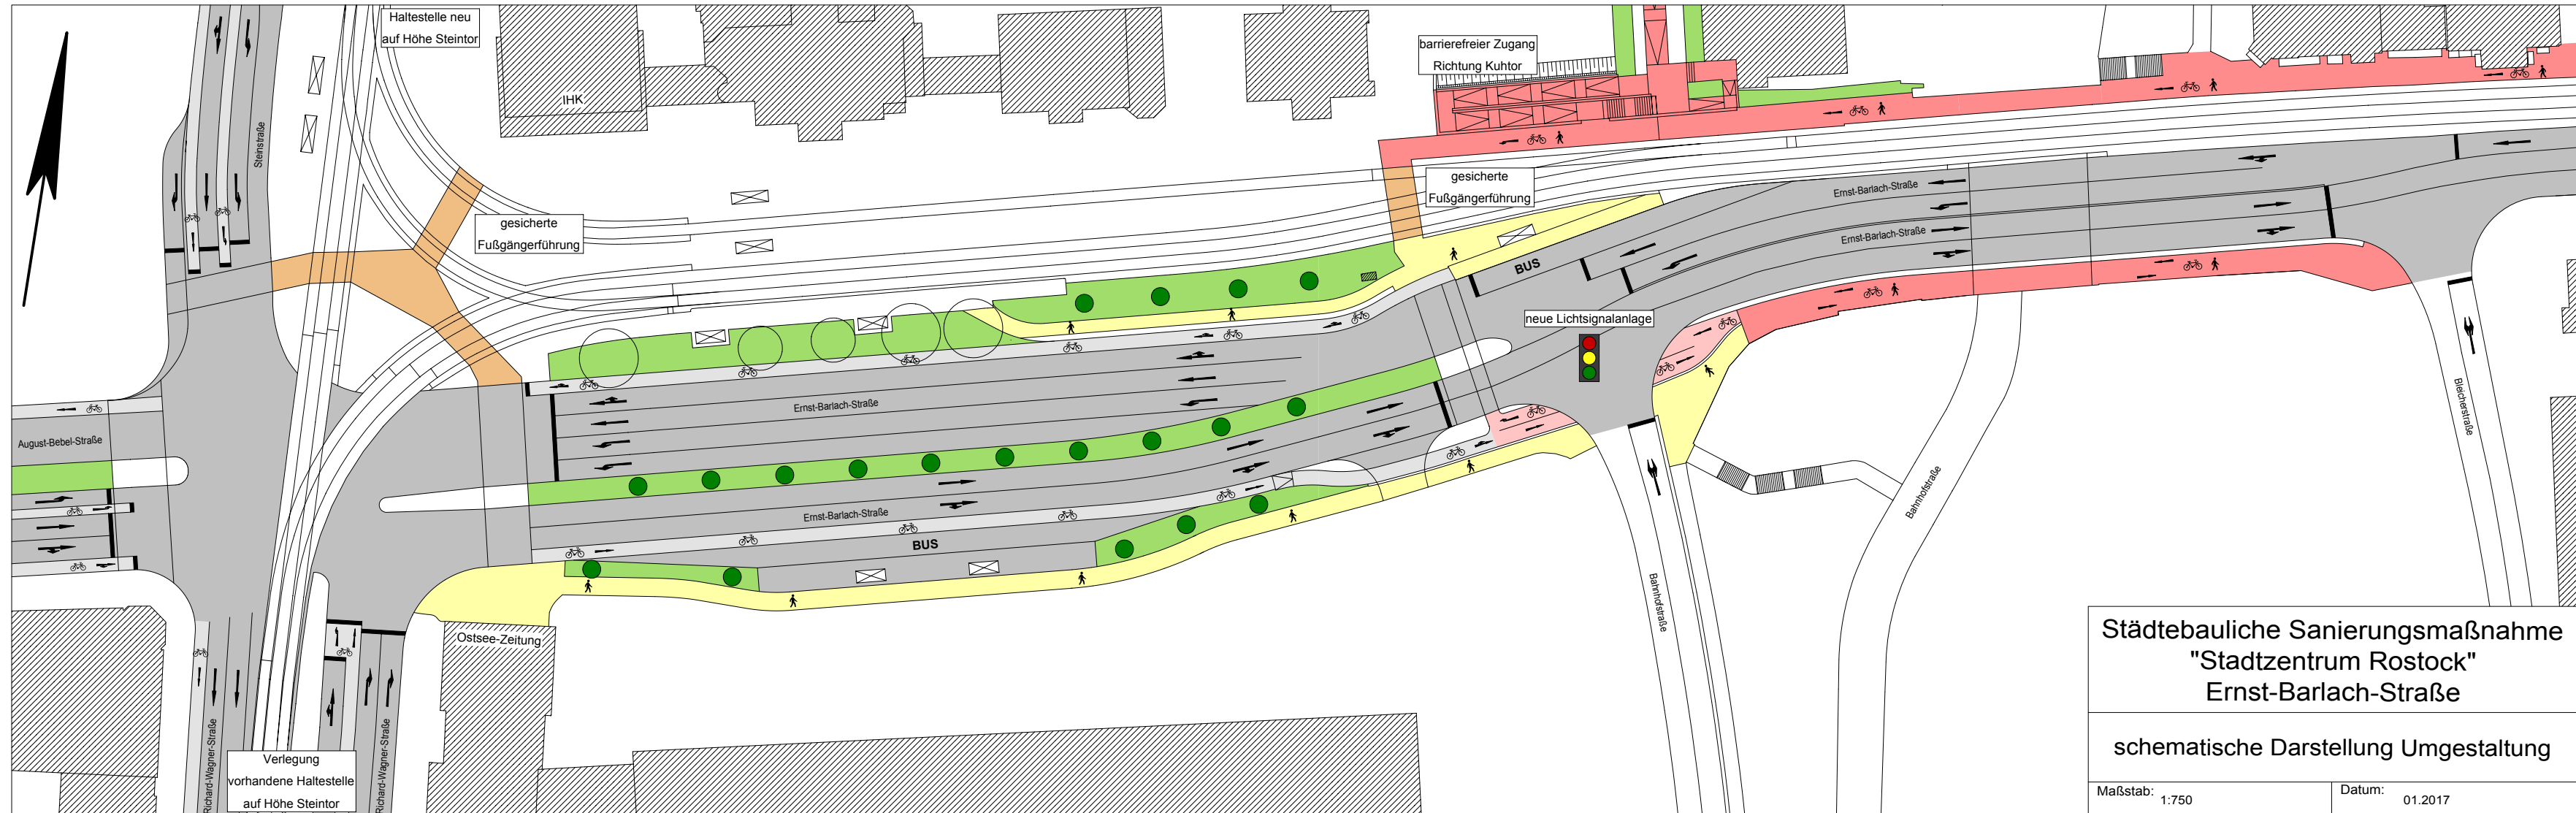 Haltestelle neu
auf Höhe Steintor
IHK
Steinstraße
gesicherte
Fußgängerführung
barrierefreier Zugang
Richtung Kuhtor
gesicherte
Fußgängerführung
Ernst-Barlach-Straße
Ernst-Barlach-Straße
BUS
neue Lichtsignalanlage
Ernst-Barlach-Straße
August-Bebel-Straße
Ernst-Barlach-Straße
BUS
Bleicherstraße
Bahnhofstraße
Bahnhofstraße
Ostsee-Zeitung
Richard-Wagner-Straße
Richard-Wagner-Straße
Verlegung
vorhandene Haltestelle
auf Höhe Steintor
Städtebauliche Sanierungsmaßnahme
"Stadtzentrum Rostock"
Ernst-Barlach-Straße
schematische Darstellung Umgestaltung
Maßstab: 1:750
Datum: 01.2017